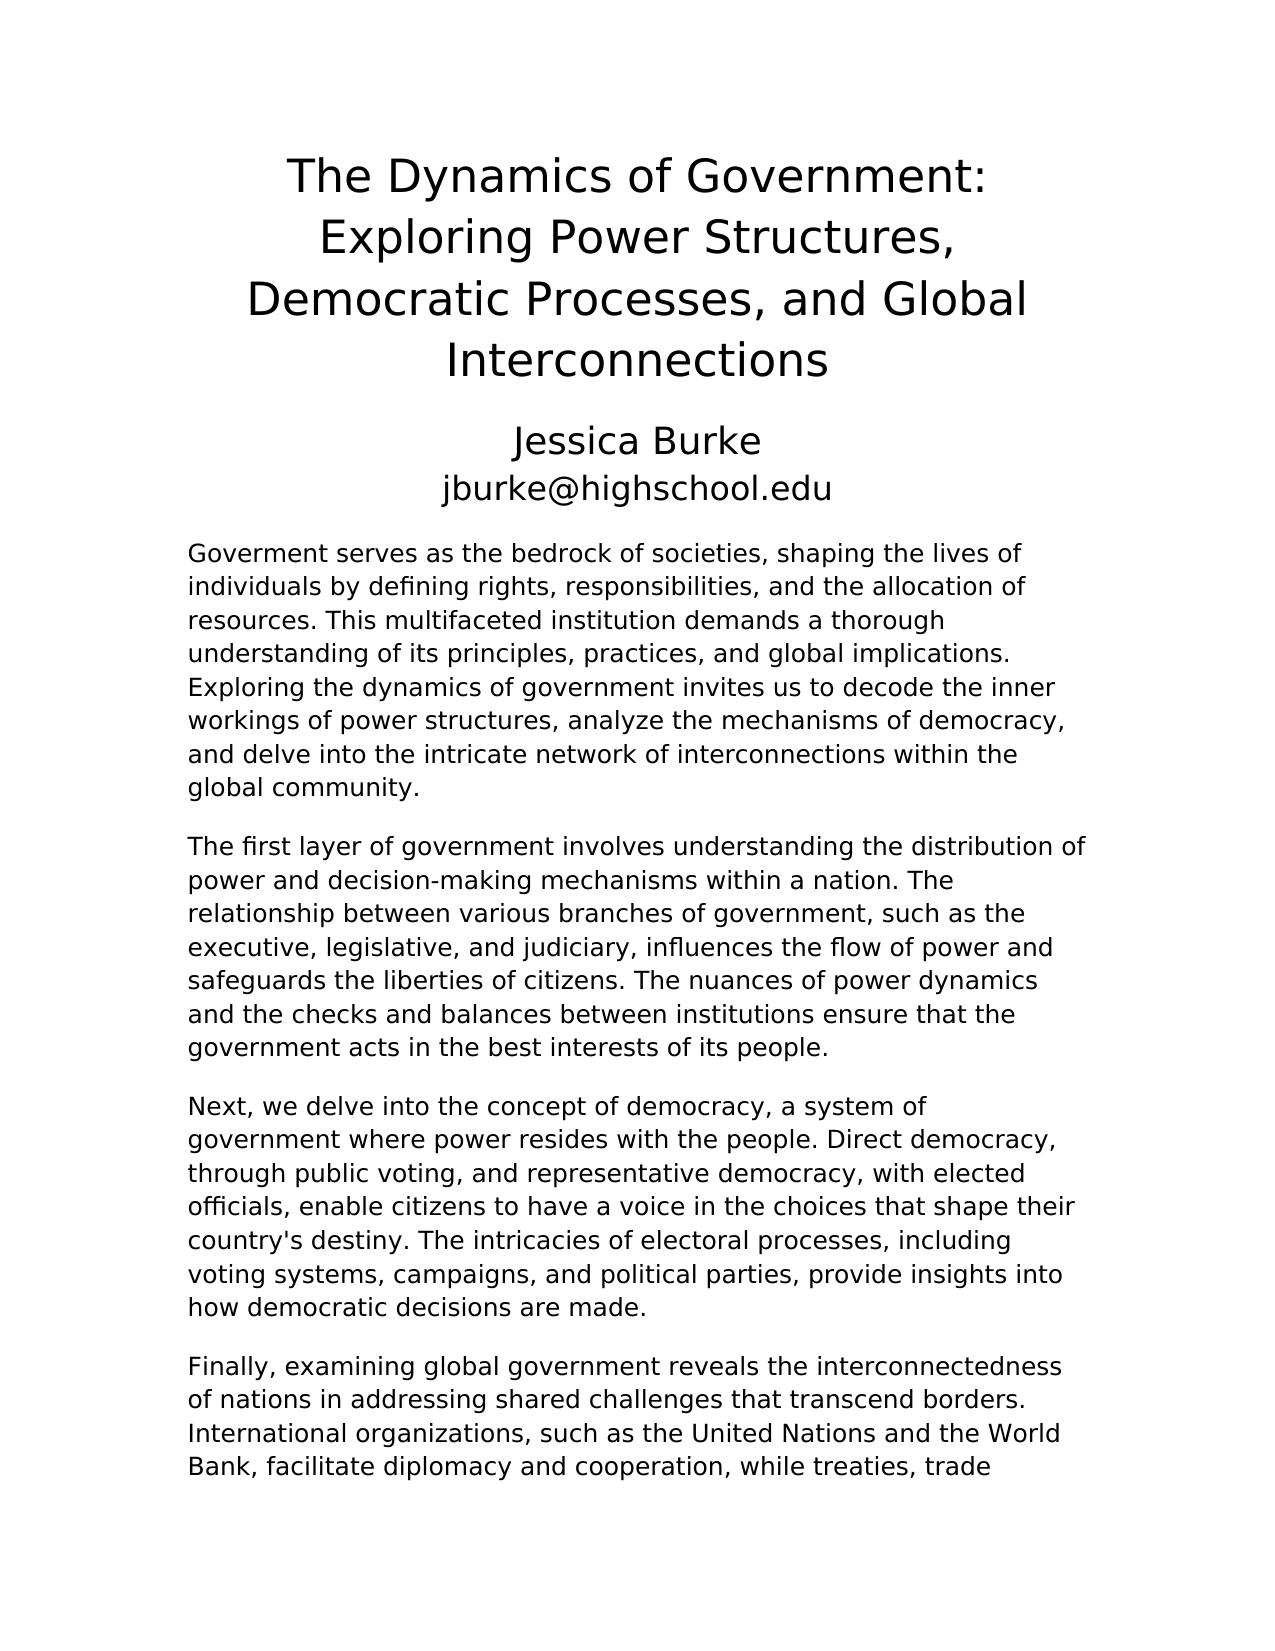 The Dynamics of Government:
Exploring Power Structures,
Democratic Processes, and Global
Interconnections
Jessica Burke
jburke@highschool.edu
Goverment serves as the bedrock of societies, shaping the lives of
individuals by defining rights, responsibilities, and the allocation of
resources. This multifaceted institution demands a thorough
understanding of its principles, practices, and global implications.
Exploring the dynamics of government invites us to decode the inner
workings of power structures, analyze the mechanisms of democracy,
and delve into the intricate network of interconnections within the
global community.
The first layer of government involves understanding the distribution of
power and decision-making mechanisms within a nation. The
relationship between various branches of government, such as the
executive, legislative, and judiciary, influences the flow of power and
safeguards the liberties of citizens. The nuances of power dynamics
and the checks and balances between institutions ensure that the
government acts in the best interests of its people.
Next, we delve into the concept of democracy, a system of
government where power resides with the people. Direct democracy,
through public voting, and representative democracy, with elected
officials, enable citizens to have a voice in the choices that shape their
country's destiny. The intricacies of electoral processes, including
voting systems, campaigns, and political parties, provide insights into
how democratic decisions are made.
Finally, examining global government reveals the interconnectedness
of nations in addressing shared challenges that transcend borders.
International organizations, such as the United Nations and the World
Bank, facilitate diplomacy and cooperation, while treaties, trade